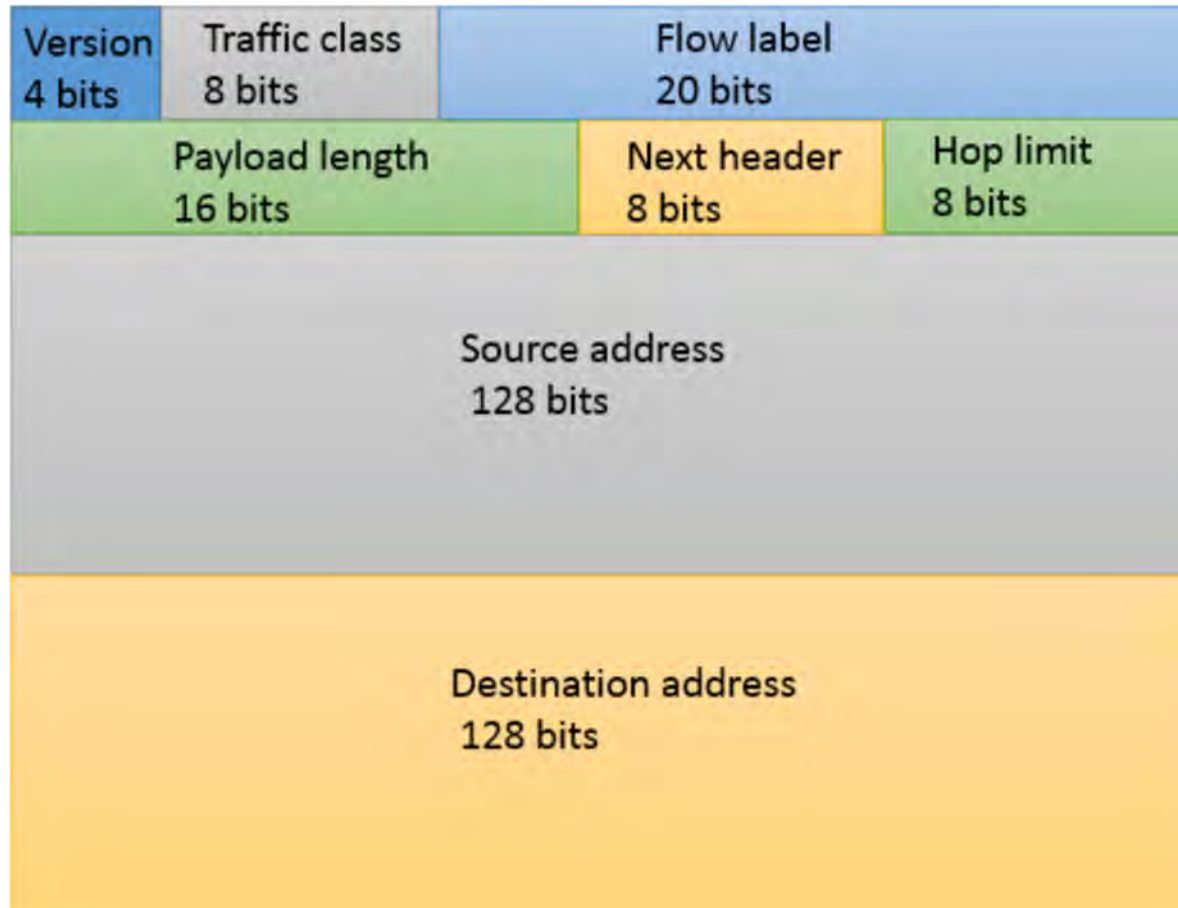 Version
4 bits
Traffic class
8 bits
Flow label
20 bits
Payload length
16 bits
Next header
8 bits
Hop limit
8 bits
Source address
128 bits
Destination address
128 bits